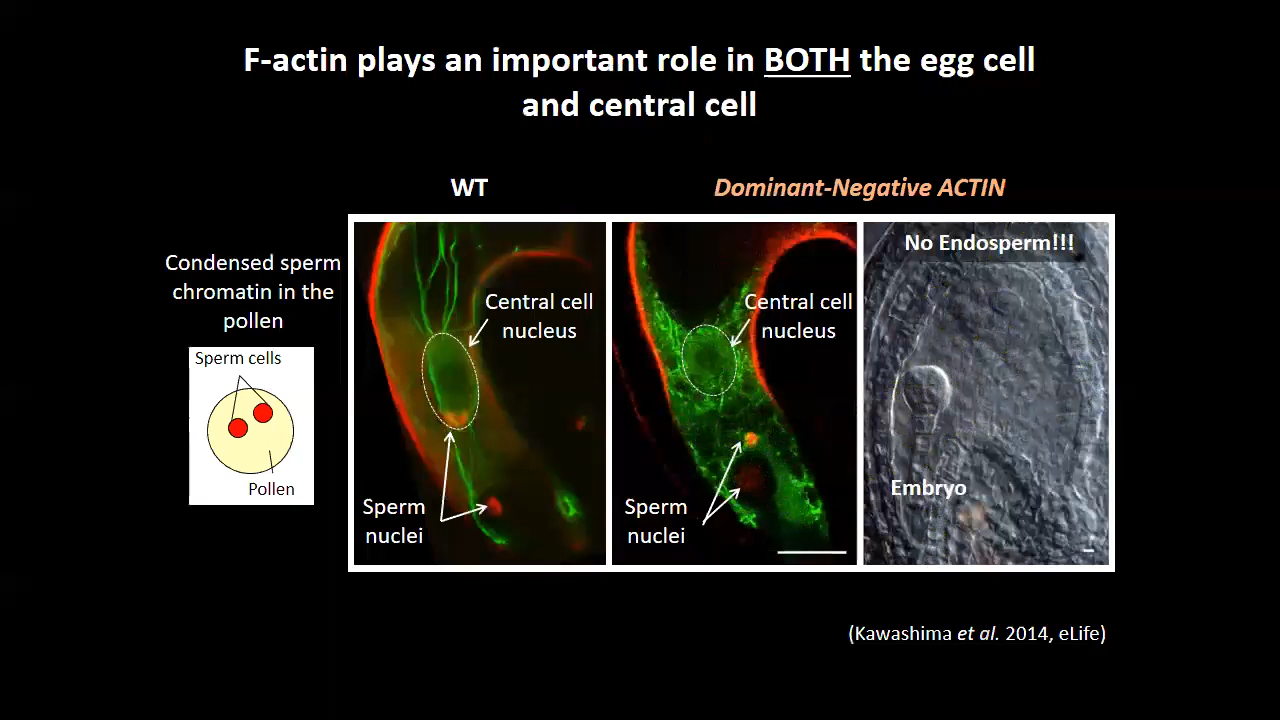 F-actin plays an important role in BOTH the egg cell
and central cell
WT
Dominant-Negative ACTIN
Condensed sperm
chromatin in the
pollen
Sperm cells
Pollen
Central cell
nucleus
Sperm
nuclei
Central cell
nucleus
Sperm
nuclei
No Endosperm!!!
Embryo
(Kawashima et al. 2014, eLife)